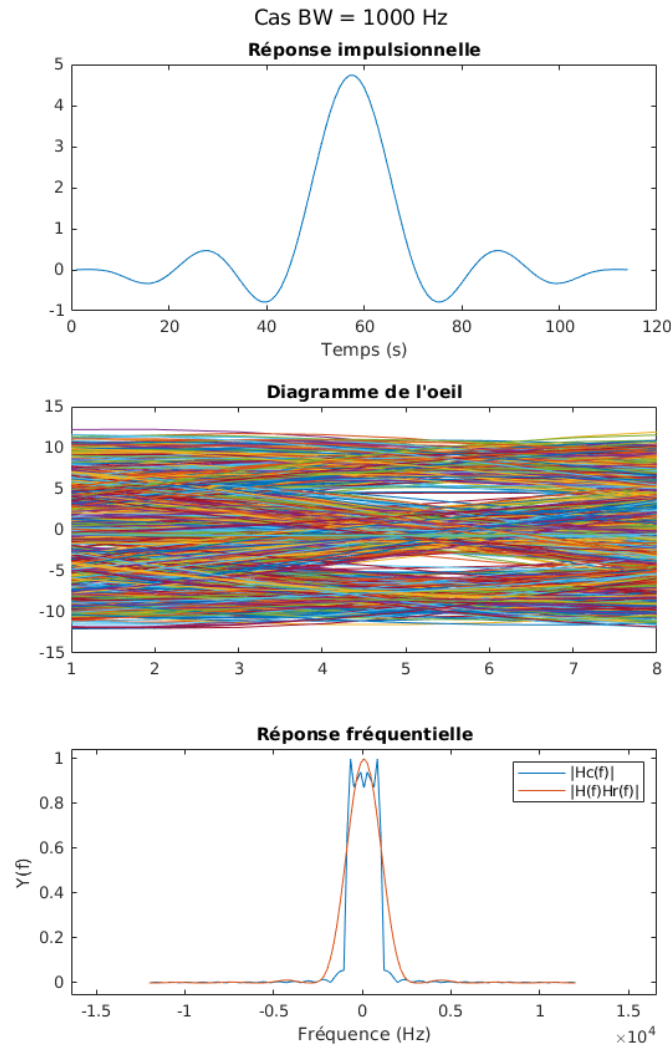 Cas BW = 1000 Hz
Réponse impulsionnelle
5
4
3
2
1
0
-1
0 20 40 60 80 100 120
Temps (s)
Diagramme de l'oeil
15
10
5
0
-5
-10
-15
1 2 3 4 5 6 7 8
Réponse fréquentielle
1
0.8
0.6
0.4
0.2
0
Y(f)
|Hc(f)|
|H(f)Hr(f)|
-1.5 -1 -0.5 0 0.5 1 1.5
Fréquence (Hz)
×10⁴